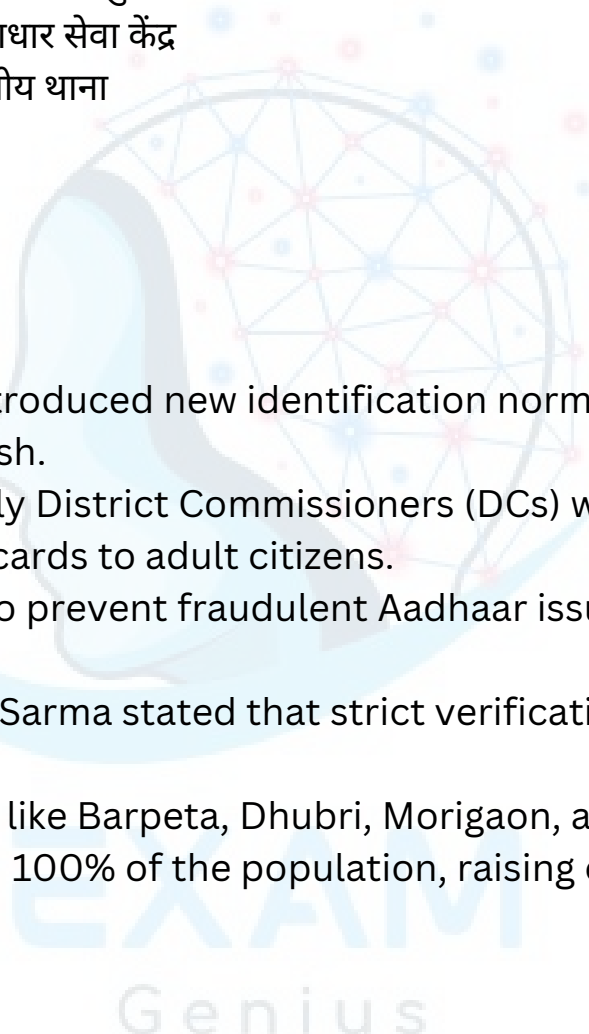 ाधार सेवा केंद्र
ीय थाना
troduced new identification norm
sh.
ly District Commissioners (DCs) w
cards to adult citizens.
o prevent fraudulent Aadhaar issu
Sarma stated that strict verificati
like Barpeta, Dhubri, Morigaon, a
100% of the population, raising
EXAM
Genius